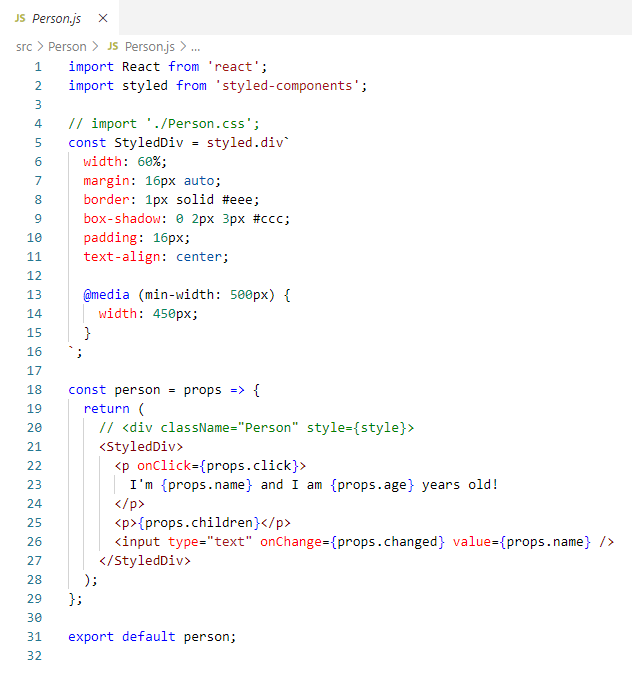 JS Person.js ×
src > Person > JS Person.js > ...
1 import React from 'react';
2 import styled from 'styled-components';
3
4 // import './Person.css';
5 const StyledDiv = styled.div`
6   width: 60%;
7   margin: 16px auto;
8   border: 1px solid #eee;
9   box-shadow: 0 2px 3px #ccc;
10   padding: 16px;
11   text-align: center;
12
13   @media (min-width: 500px) {
14     width: 450px;
15   }
16 `;
17
18 const person = props => {
19   return (
20     // <div className="Person" style={style}>
21     <StyledDiv>
22       <p onClick={props.click}>
23         I'm {props.name} and I am {props.age} years old!
24       </p>
25       <p>{props.children}</p>
26       <input type="text" onChange={props.changed} value={props.name} />
27     </StyledDiv>
28   );
29 };
30
31 export default person;
32